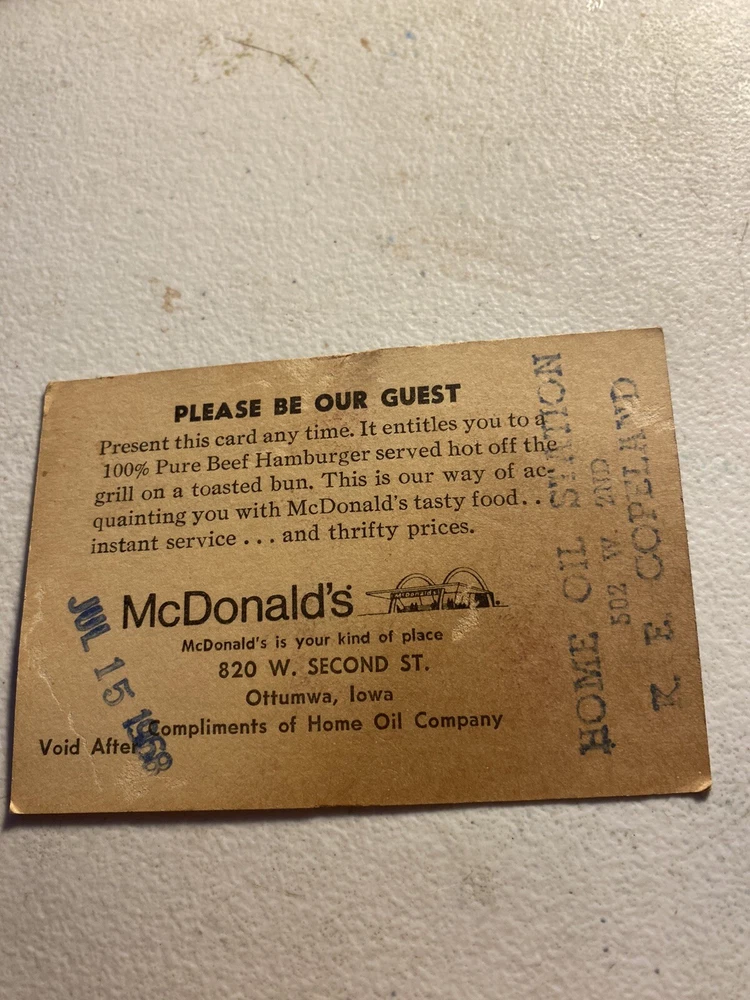 PLEASE BE OUR GUEST
Present this card any time. It entitles you to a
100% Pure Beef Hamburger served hot off the
grill on a toasted bun. This is our way of ac-
quainting you with McDonald's tasty food. . .
instant service . . . and thrifty prices.
McDonald's
McDonald's
McDonald's is your kind of place
820 W. SECOND ST.
Ottumwa, Iowa
Compliments of Home Oil Company
Void After
JUL 15 1968
HOME OIL STATION
502 W. 2ND
K. E. COPELAND